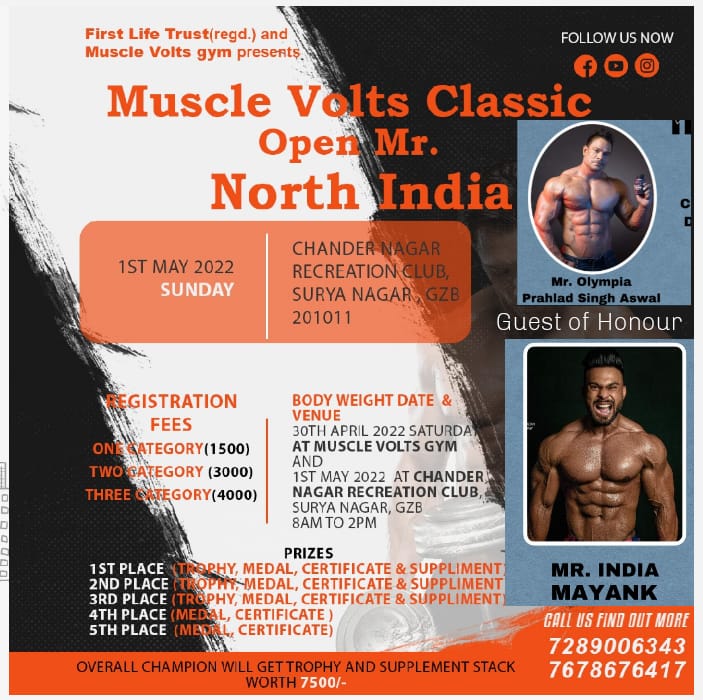 First Life Trust(regd.) and
Muscle Volts gym presents
FOLLOW US NOW
Muscle Volts Classic
Open Mr.
North India
1ST MAY 2022
SUNDAY
CHANDER NAGAR
RECREATION CLUB,
SURYA NAGAR , GZB
201011
Mr. Olympia
Prahlad Singh Aswal
Guest of Honour
REGISTRATION
FEES
ONE CATEGORY(1500)
TWO CATEGORY (3000)
THREE CATEGORY(4000)
BODY WEIGHT DATE &
VENUE
30TH APRIL 2022 SATURDAY
AT MUSCLE VOLTS GYM
AND
1ST MAY 2022 AT CHANDER
NAGAR RECREATION CLUB,
SURYA NAGAR, GZB
8AM TO 2PM
MR. INDIA
MAYANK
PRIZES
1ST PLACE (TROPHY, MEDAL, CERTIFICATE & SUPPLIMENT)
2ND PLACE (TROPHY, MEDAL, CERTIFICATE & SUPPLIMENT)
3RD PLACE (TROPHY, MEDAL, CERTIFICATE & SUPPLIMENT)
4TH PLACE (MEDAL, CERTIFICATE )
5TH PLACE (MEDAL, CERTIFICATE)
CALL US FIND OUT MORE
7289006343
7678676417
OVERALL CHAMPION WILL GET TROPHY AND SUPPLEMENT STACK
WORTH 7500/-